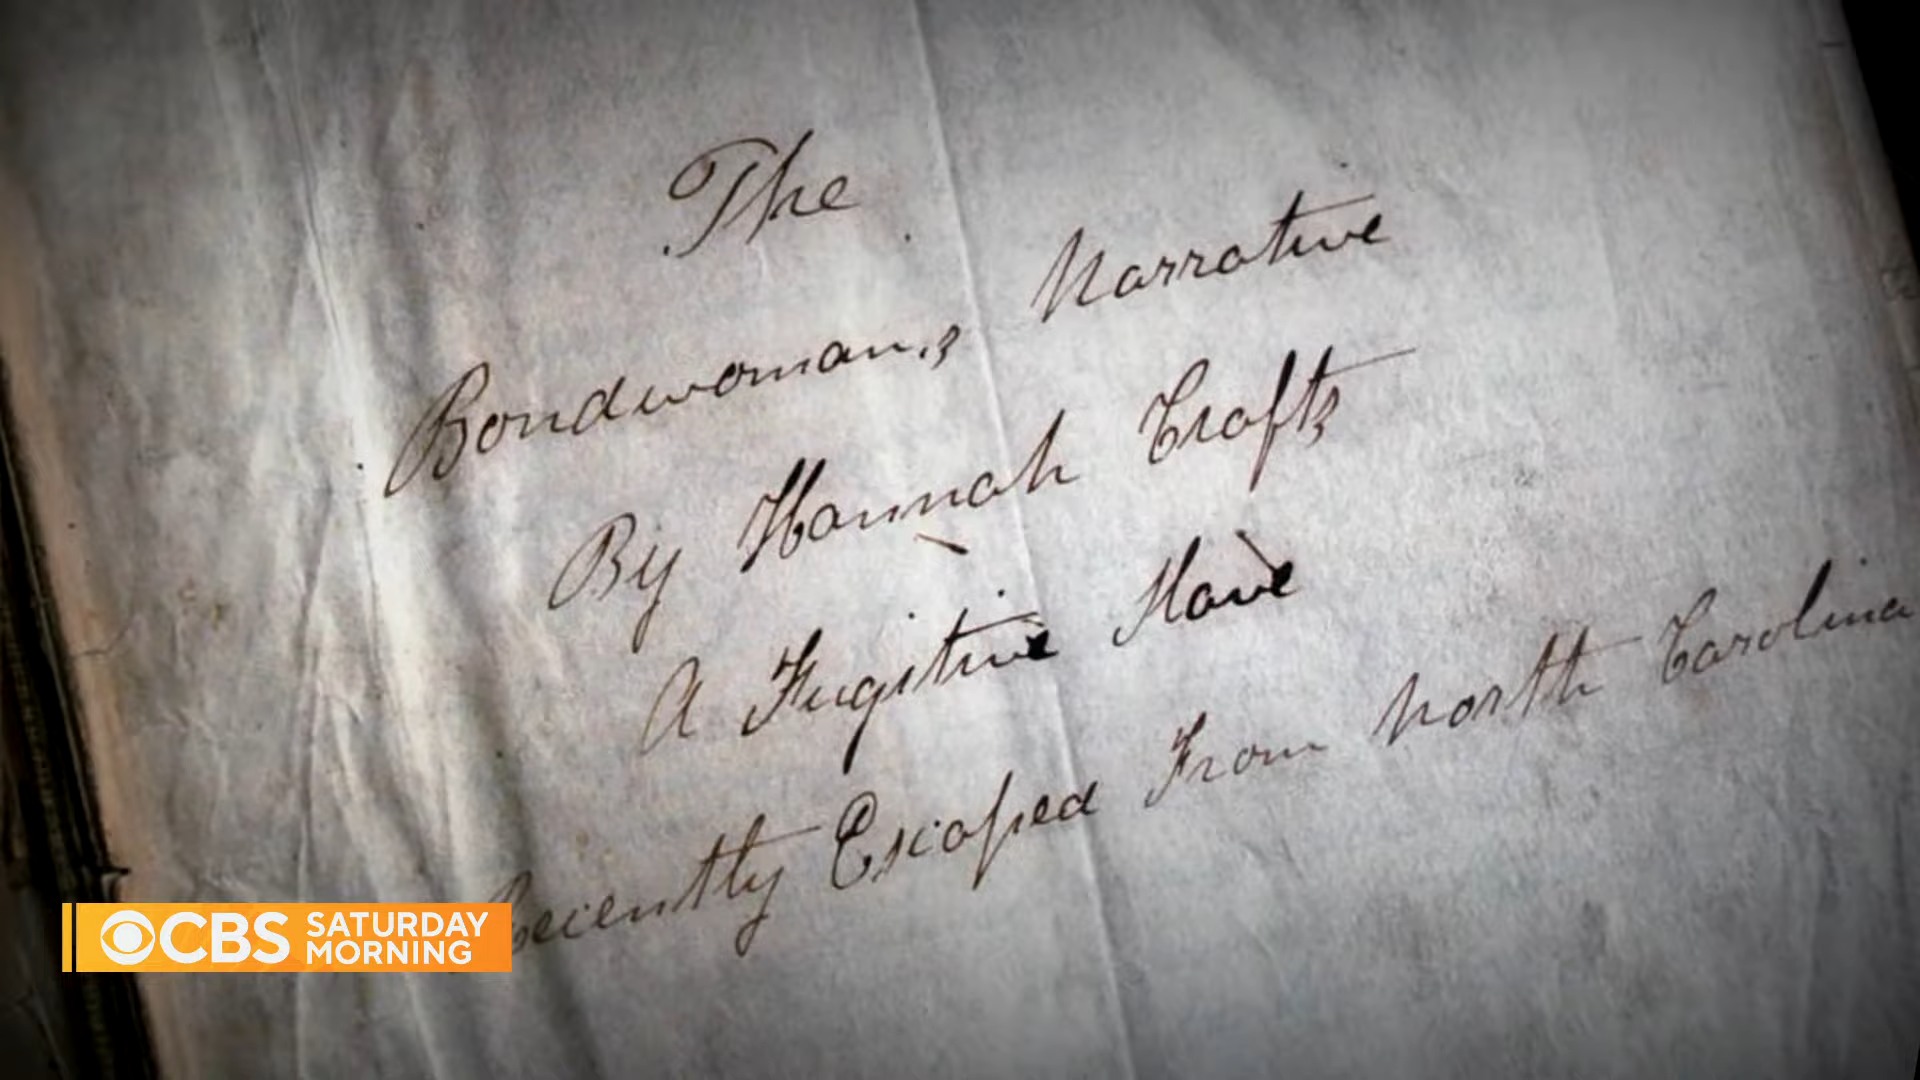 The
Bondwoman,s Narrative
By Hannah Crafts
A Fugitive Slave
Recently Escaped From North Carolina
CBS SATURDAY MORNING